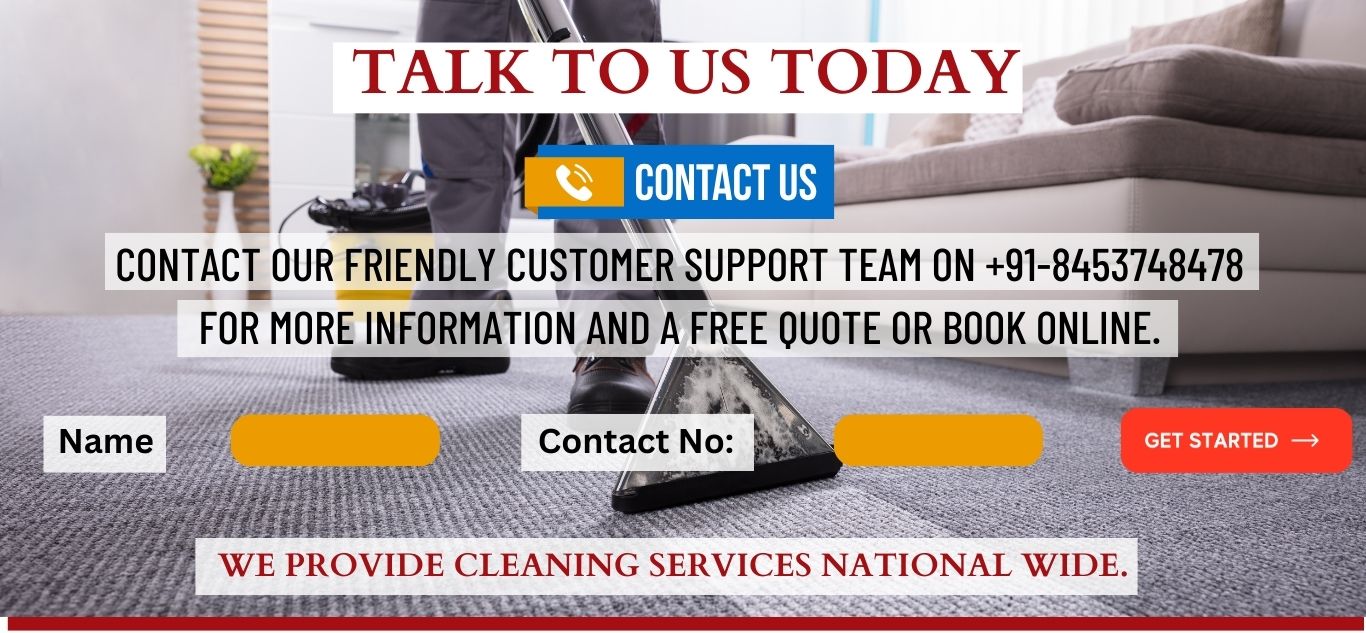 TALK TO US TODAY
CONTACT US
CONTACT OUR FRIENDLY CUSTOMER SUPPORT TEAM ON +91-8453748478
FOR MORE INFORMATION AND A FREE QUOTE OR BOOK ONLINE.
Name
Contact No:
GET STARTED
WE PROVIDE CLEANING SERVICES NATIONAL WIDE.